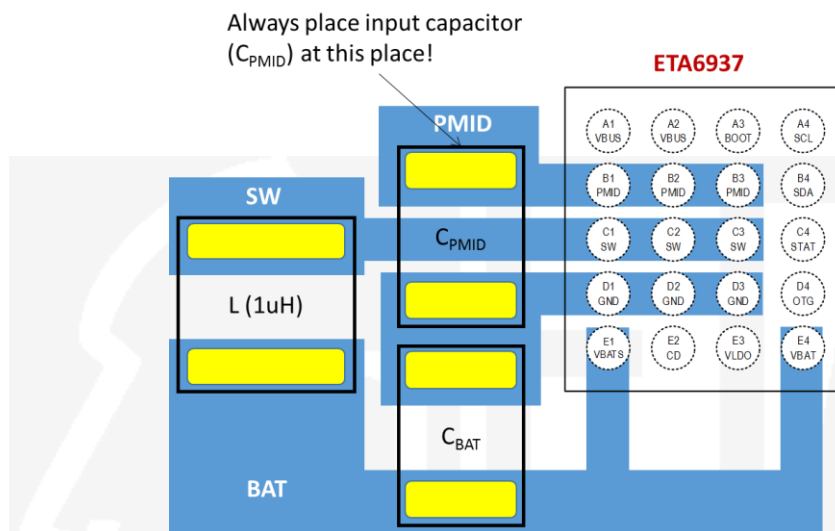 Always place input capacitor
(CPMID) at this place!
ETA6937
PMID
SW
CPMID
L (1uH)
CBAT
BAT
A1 VBUS
A2 VBUS
A3 BOOT
A4 SCL
B1 PMID
B2 PMID
B3 PMID
B4 SDA
C1 SW
C2 SW
C3 SW
C4 STAT
D1 GND
D2 GND
D3 GND
D4 OTG
E1 VBATS
E2 CD
E3 VLDO
E4 VBAT